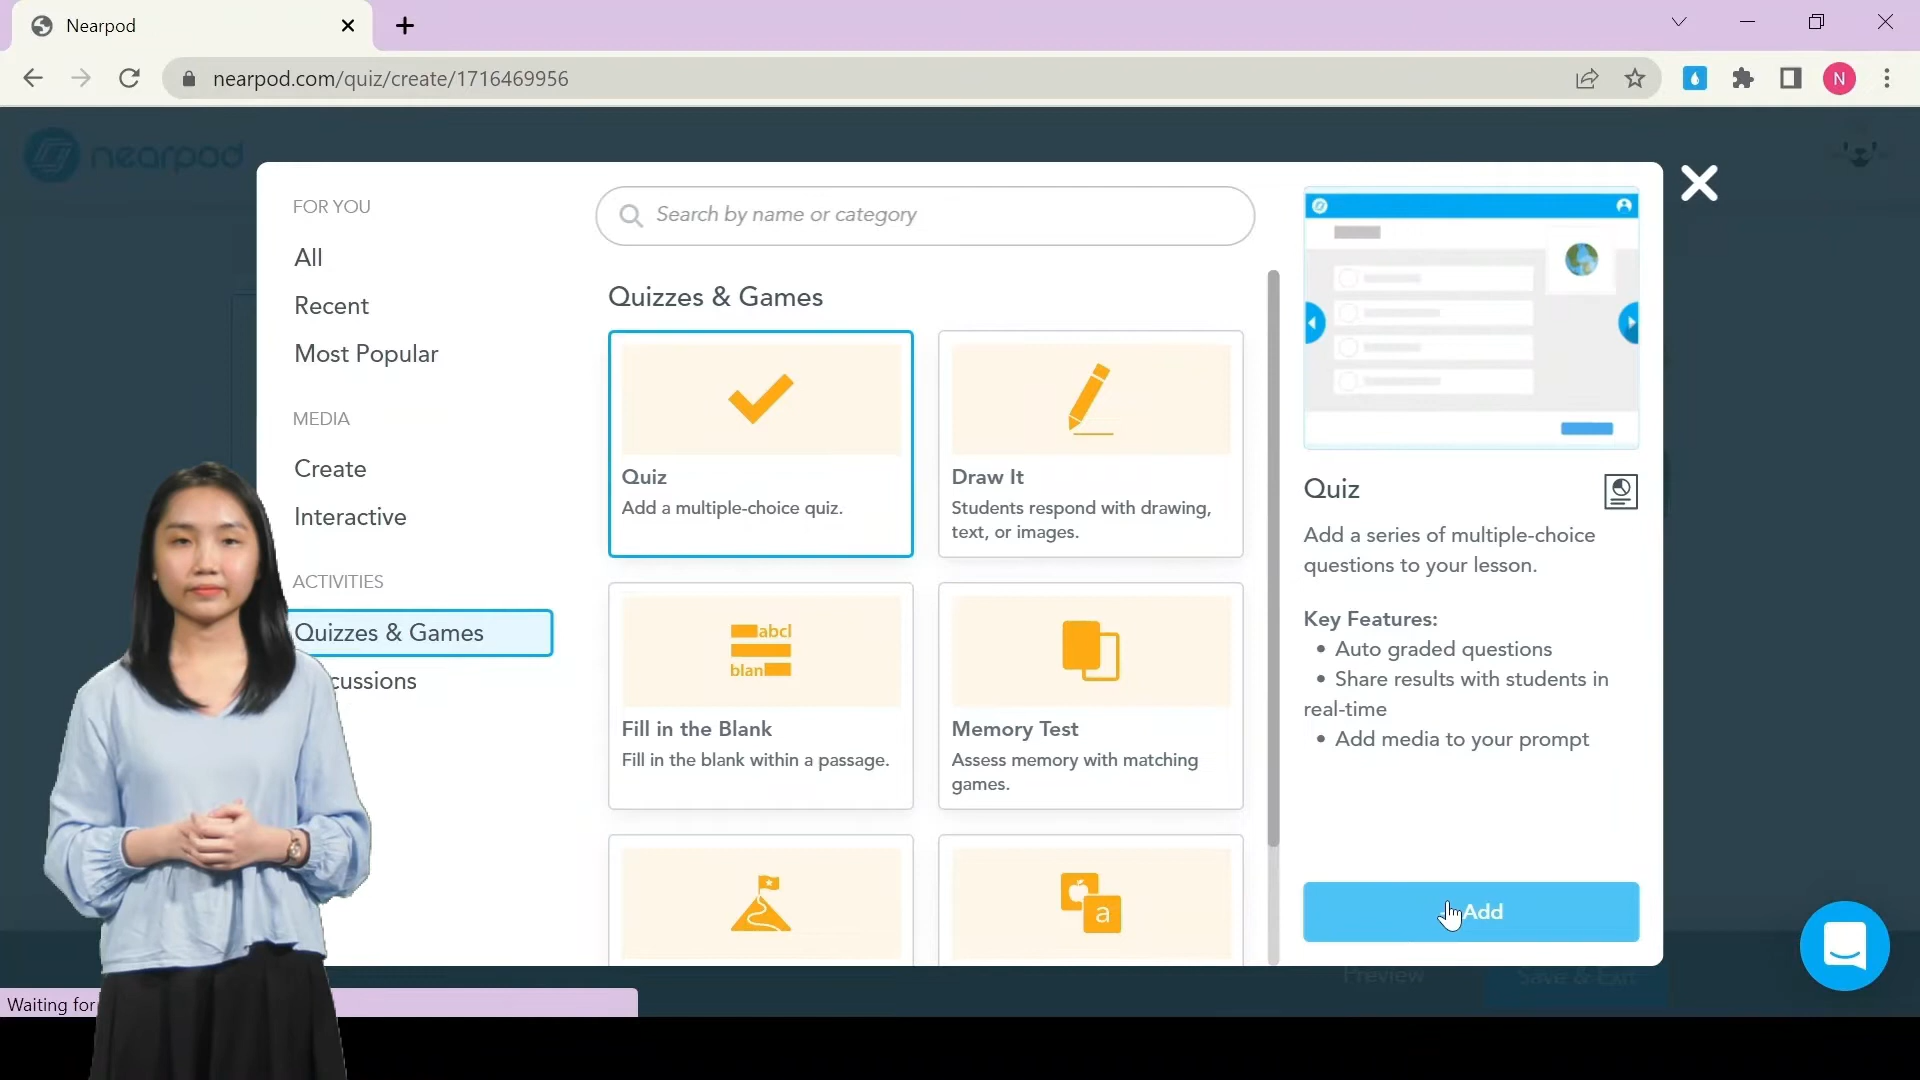 Nearpod
nearpod.com/quiz/create/1716469956
N
nearpod
FOR YOU
All
Recent
Most Popular
MEDIA
Create
Interactive
ACTIVITIES
Quizzes & Games
cussions
Search by name or category
Quizzes & Games
Quiz
Add a multiple-choice quiz.
Draw It
Students respond with drawing,
text, or images.
abcl
blan
Fill in the Blank
Fill in the blank within a passage.
Memory Test
Assess memory with matching
games.
a
Quiz
Add a series of multiple-choice
questions to your lesson.
Key Features:
• Auto graded questions
• Share results with students in
real-time
• Add media to your prompt
Add
Preview
Save & Exit
Waiting for